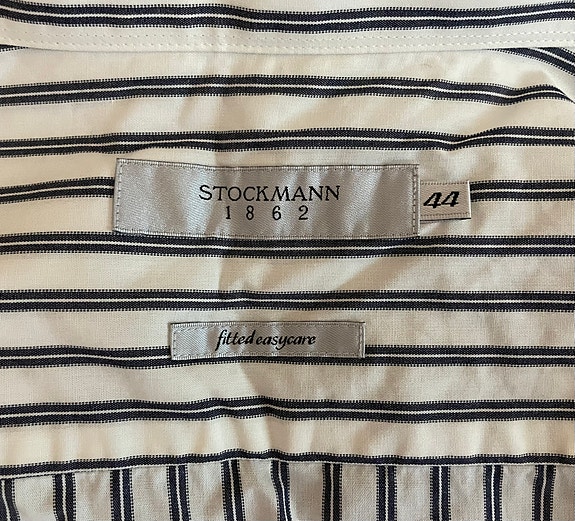 STOCKMANN
1862
44
fitted easycare